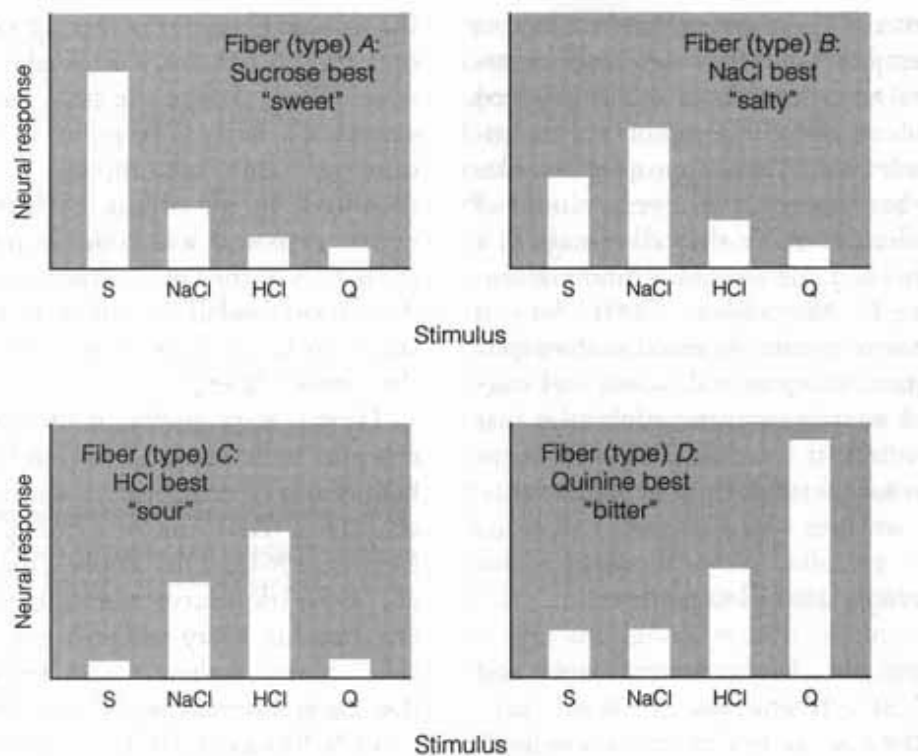 Fiber (type) A:
Sucrose best
"sweet"
Neural response
S NaCl HCl Q
Fiber (type) B:
NaCl best
"salty"
S NaCl HCl Q
Stimulus
Fiber (type) C:
HCl best
"sour"
Neural response
S NaCl HCl Q
Fiber (type) D:
Quinine best
"bitter"
S NaCl HCl Q
Stimulus